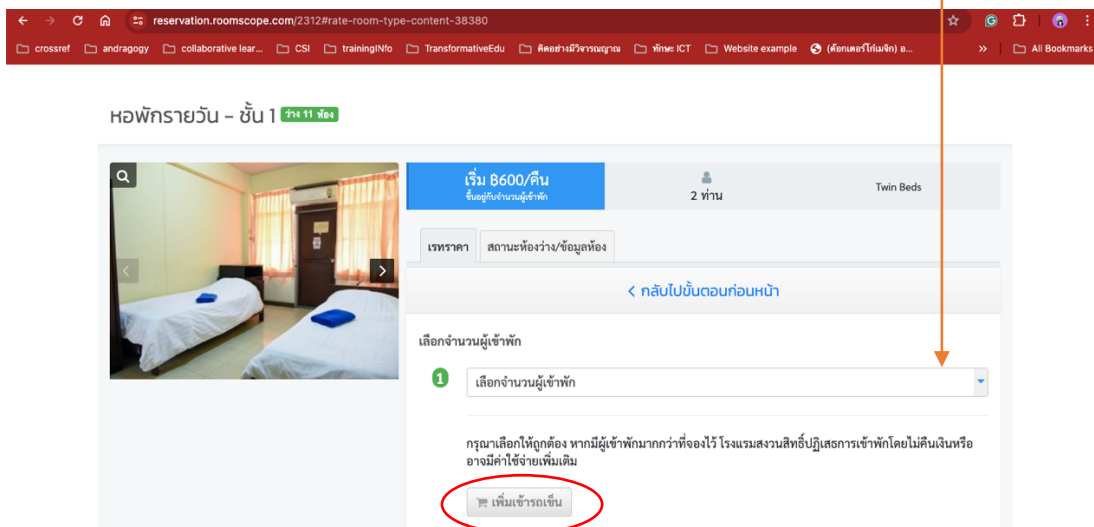 reservation.roomscope.com/2312#rate-room-type-content-38380
crossref andragogy collaborative lear... CSI trainingINfo TransformativeEdu คิดอย่างมีวิจารณญาณ ทักษะ ICT Website example (ด๊อกเตอร์โก๋เมจิก) อ... » All Bookmarks
หอพักรายวัน – ชั้น 1 ว่าง 11 ห้อง
เริ่ม ฿600/คืน
ขึ้นอยู่กับจำนวนผู้เข้าพัก
2 ท่าน
Twin Beds
เรทราคา สถานะห้องว่าง/ข้อมูลห้อง
< กลับไปขั้นตอนก่อนหน้า
เลือกจำนวนผู้เข้าพัก
1 เลือกจำนวนผู้เข้าพัก
กรุณาเลือกให้ถูกต้อง หากมีผู้เข้าพักมากกว่าที่จองไว้ โรงแรมสงวนสิทธิ์ปฏิเสธการเข้าพักโดยไม่คืนเงินหรือ
อาจมีค่าใช้จ่ายเพิ่มเติม
เพิ่มเข้ารถเข็น